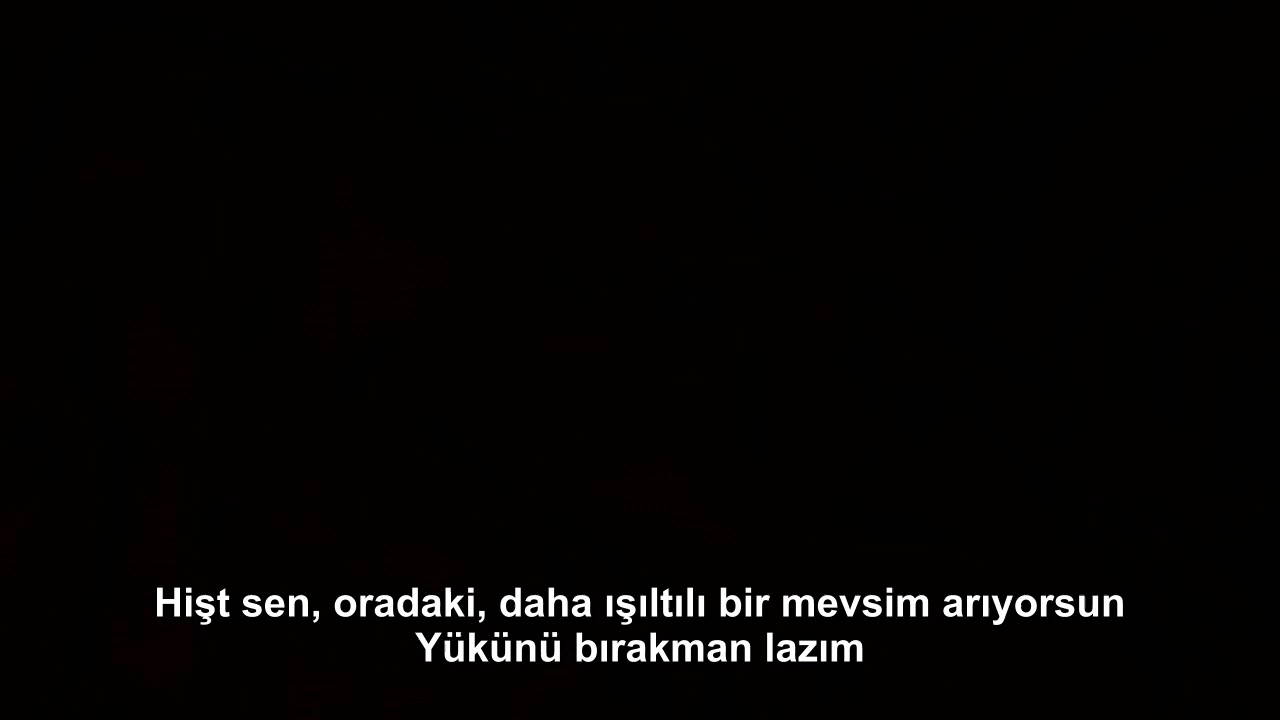 Hişt sen, oradaki, daha ışıltılı bir mevsim arıyorsun
Yükünü bırakman lazım